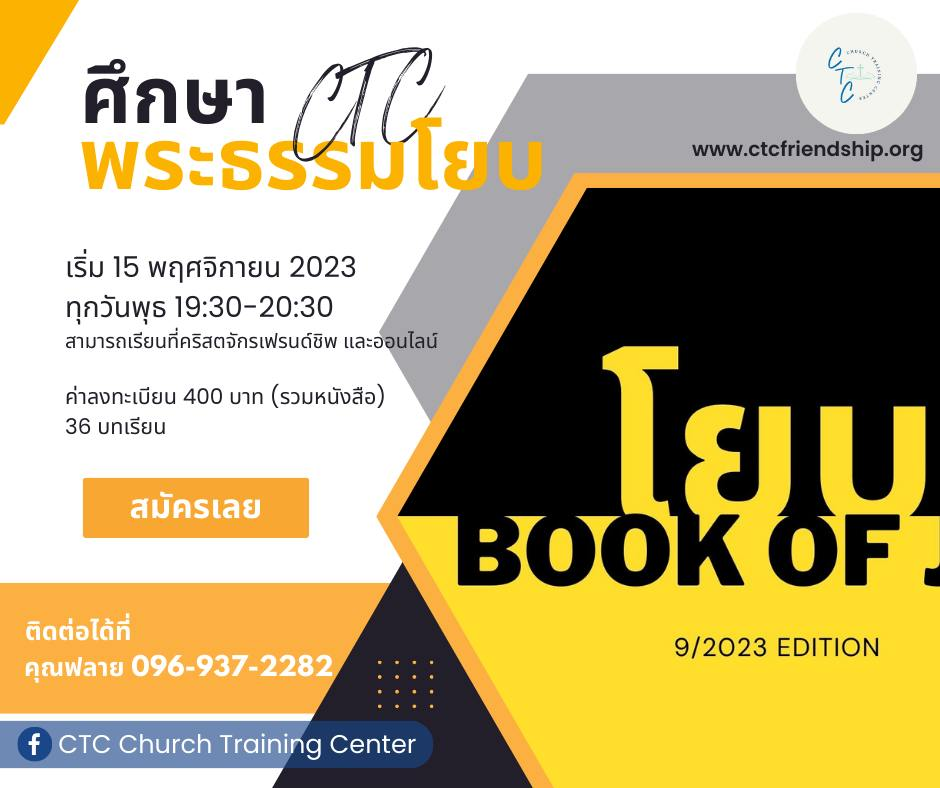 ศึกษา CTC
พระธรรมโยบ
CTC
CHURCH TRAINING CENTER
www.ctcfriendship.org
เริ่ม 15 พฤศจิกายน 2023
ทุกวันพุธ 19:30-20:30
สามารถเรียนที่คริสตจักรเฟรนด์ชิพ และออนไลน์
ค่าลงทะเบียน 400 บาท (รวมหนังสือ)
36 บทเรียน
สมัครเลย
โยบ
BOOK OF J
9/2023 EDITION
ติดต่อได้ที่
คุณฟลาย 096-937-2282
CTC Church Training Center